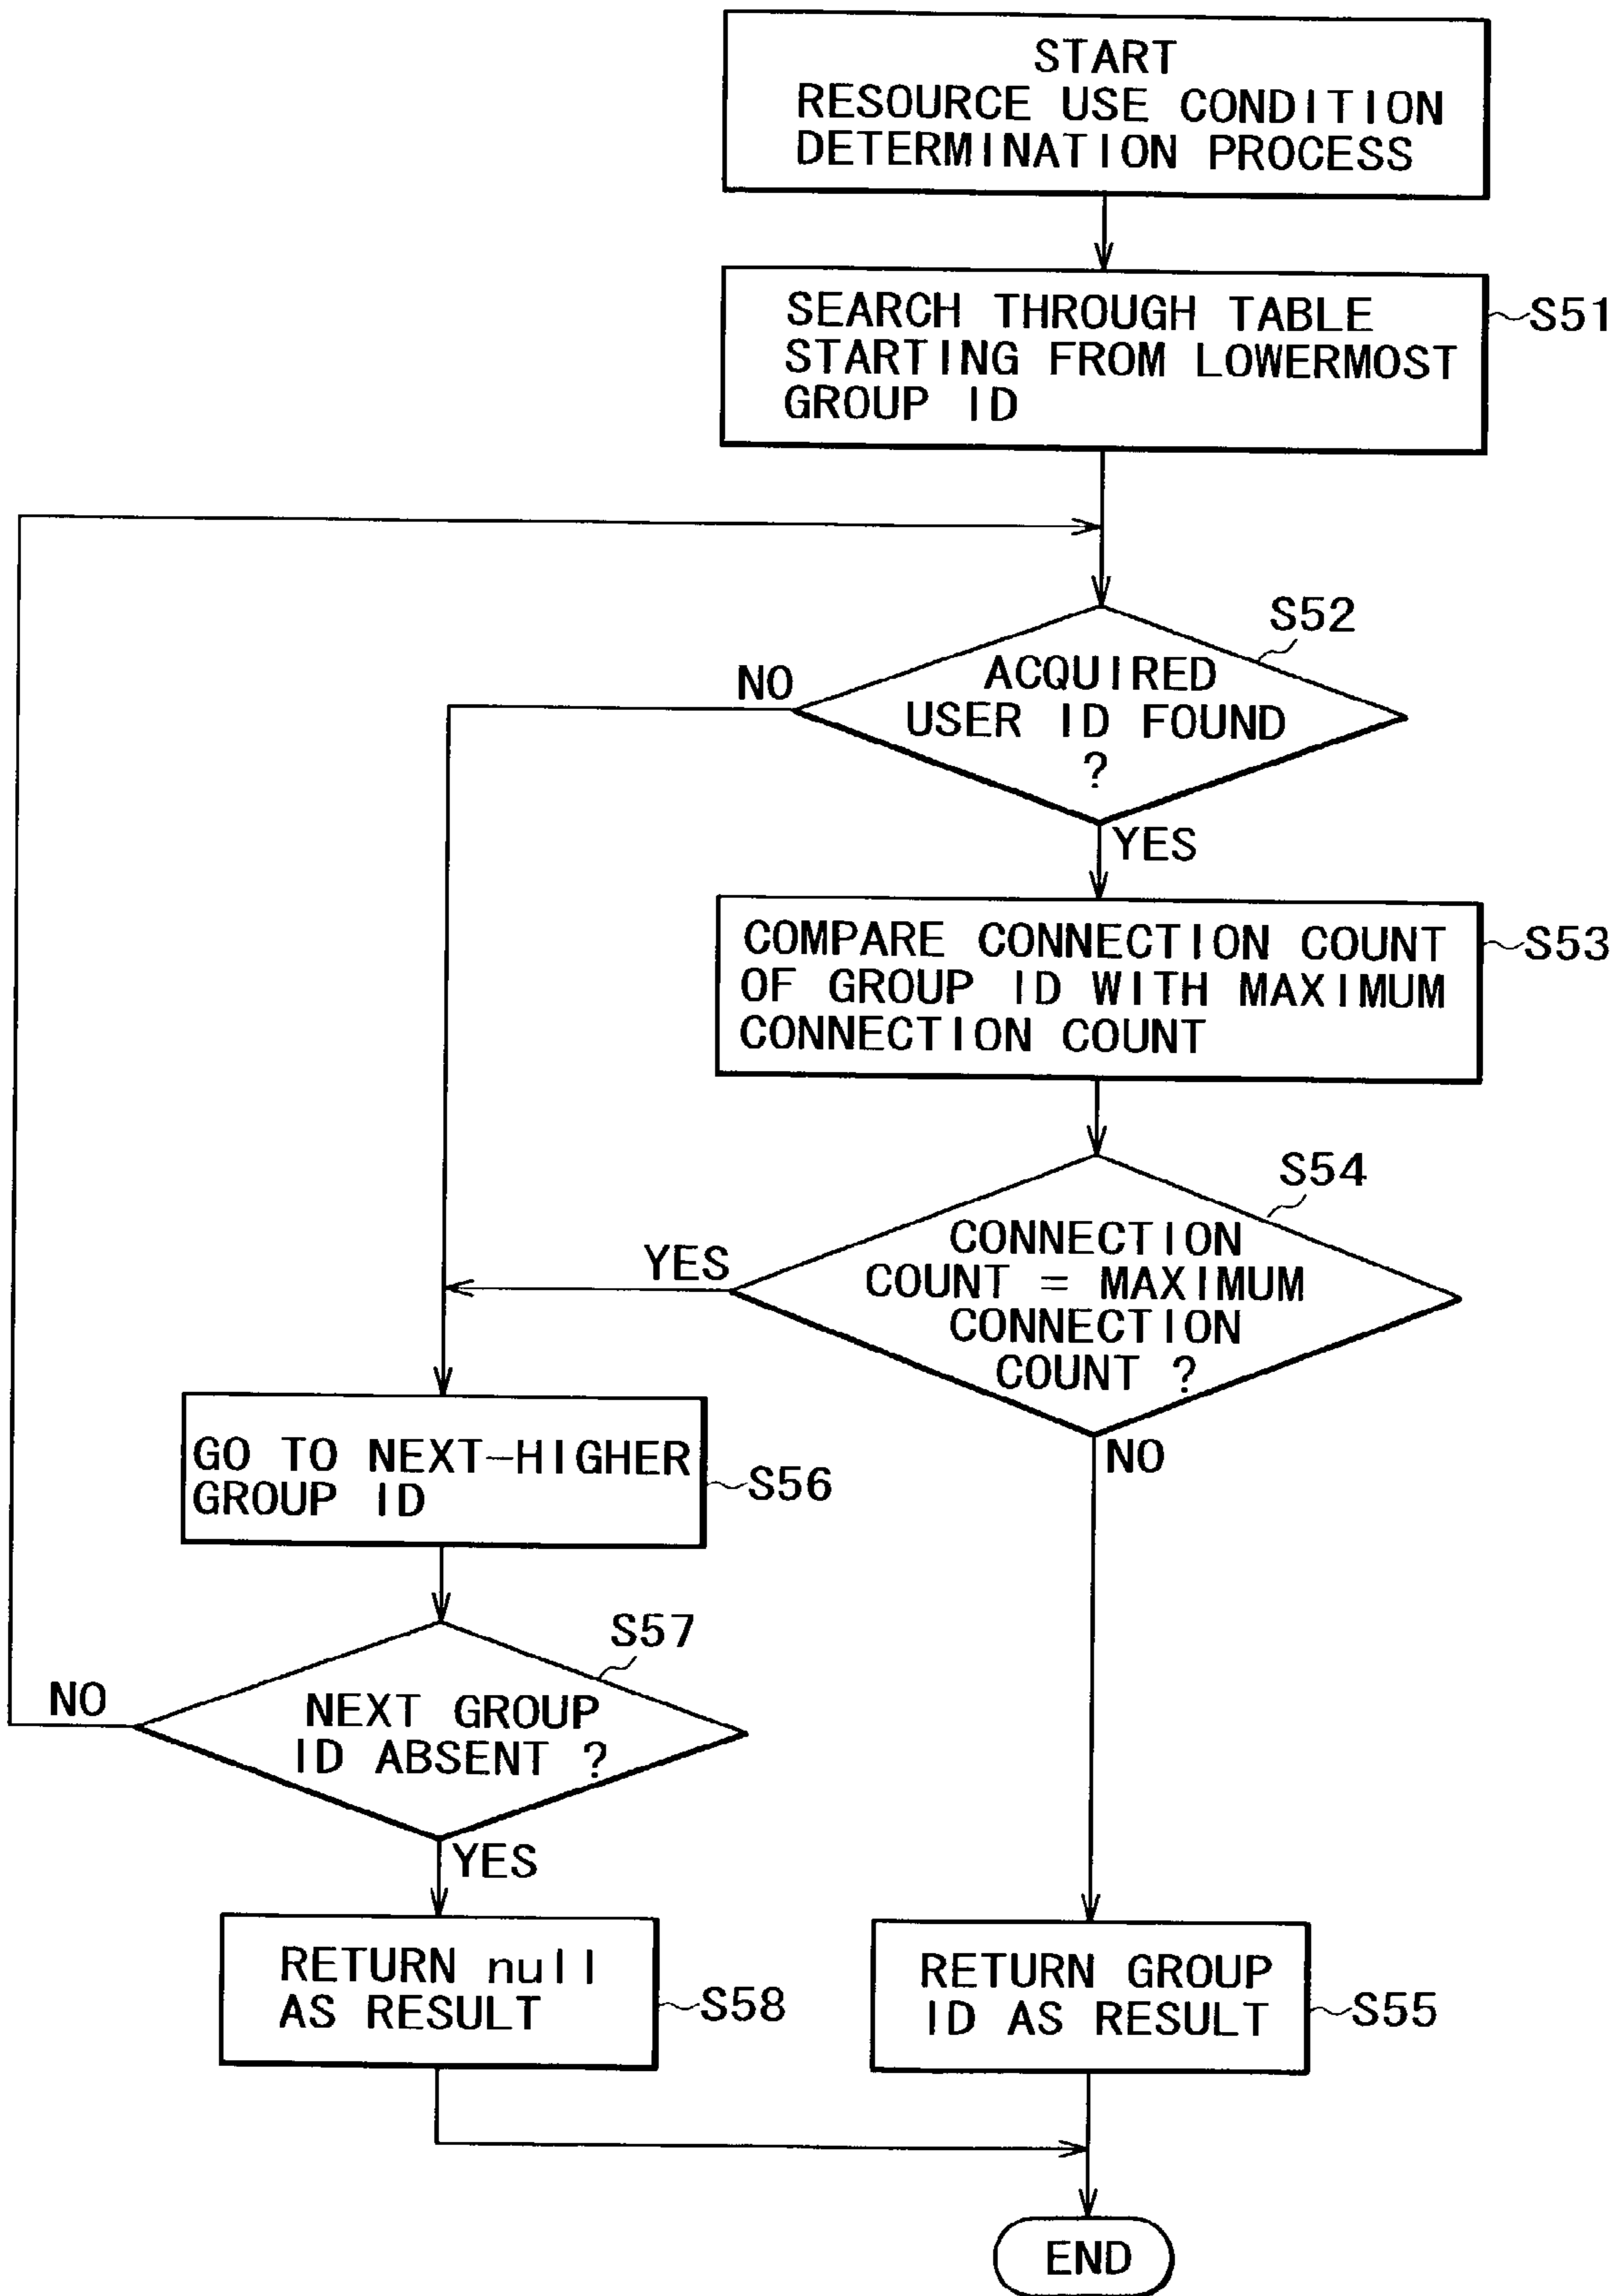 START
RESOURCE USE CONDITION
DETERMINATION PROCESS
SEARCH THROUGH TABLE
STARTING FROM LOWERMOST
GROUP ID
S51
S52
ACQUIRED
USER ID FOUND
?
NO
YES
COMPARE CONNECTION COUNT
OF GROUP ID WITH MAXIMUM
CONNECTION COUNT
S53
S54
CONNECTION
COUNT = MAXIMUM
CONNECTION
COUNT ?
YES
NO
GO TO NEXT-HIGHER
GROUP ID
S56
S57
NEXT GROUP
ID ABSENT ?
NO
YES
RETURN null
AS RESULT
S58
RETURN GROUP
ID AS RESULT
S55
END